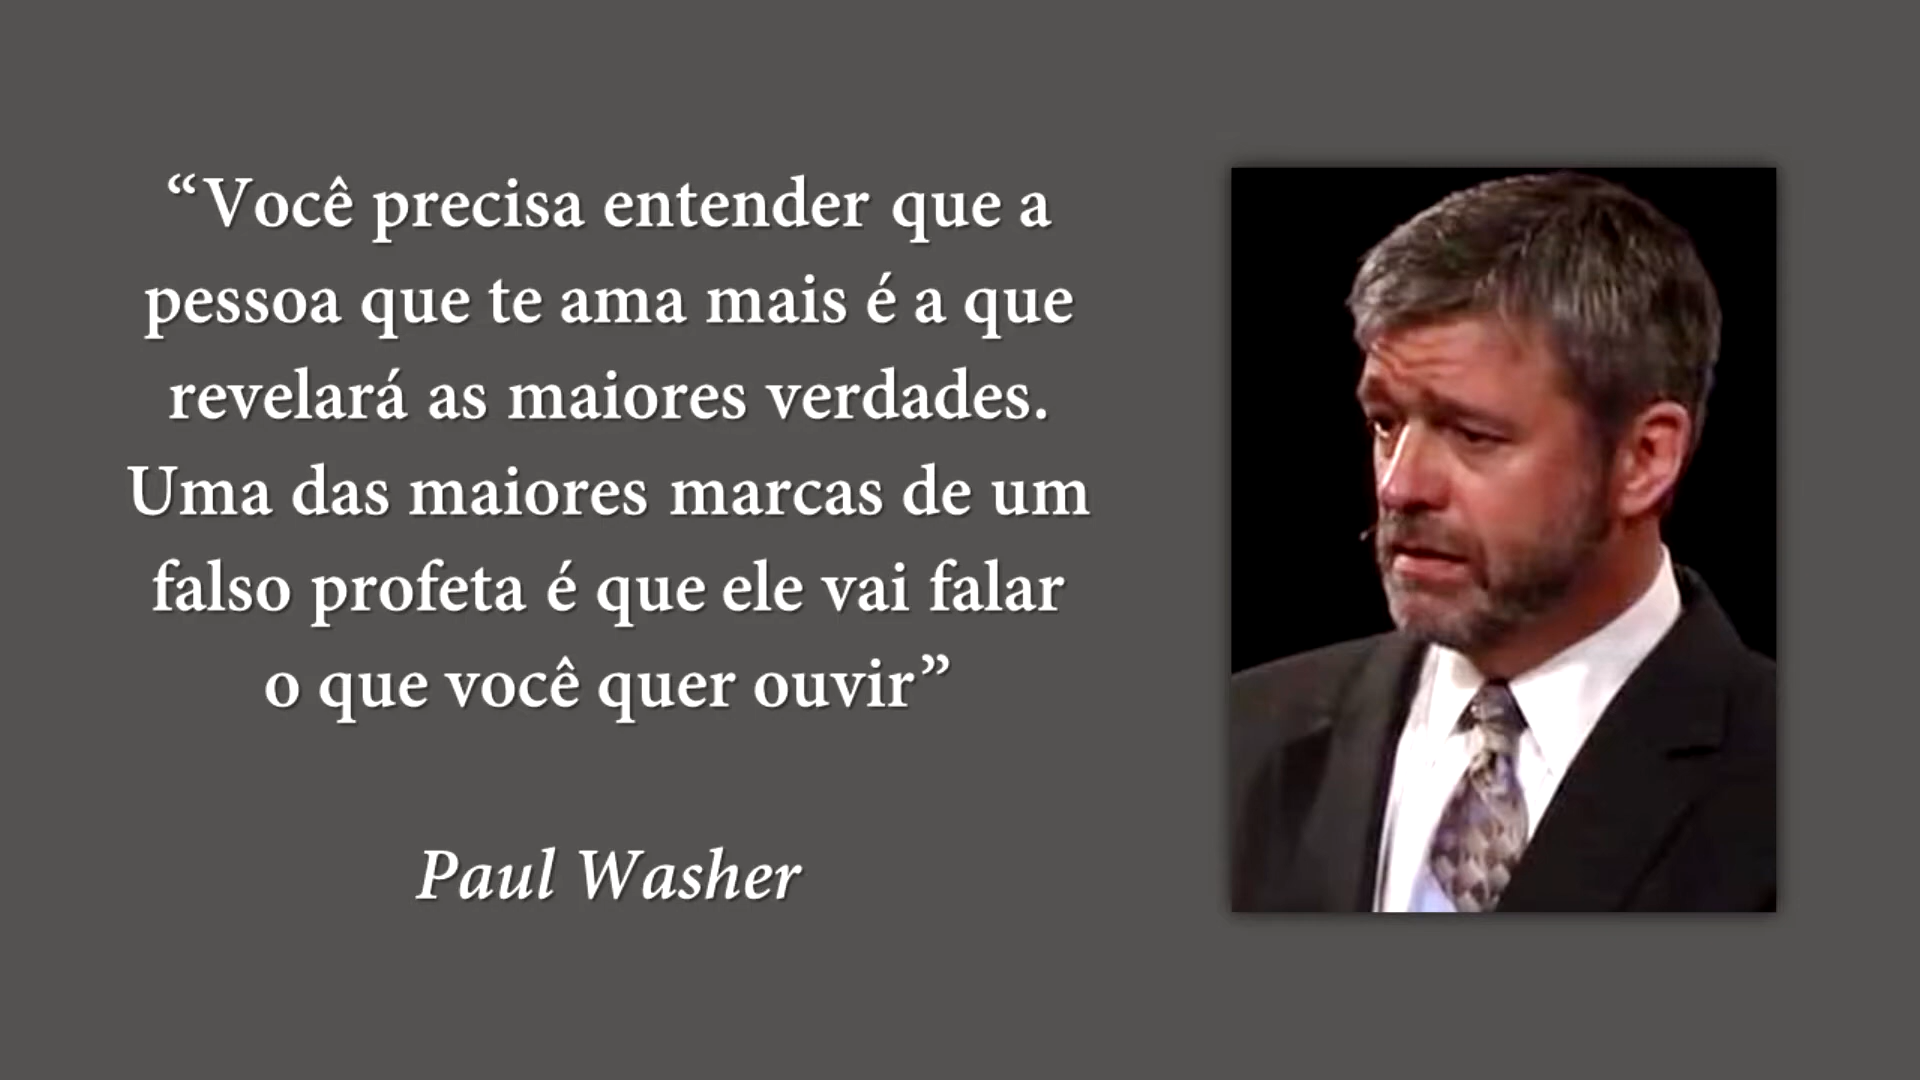 “Você precisa entender que a
pessoa que te ama mais é a que
revelará as maiores verdades.
Uma das maiores marcas de um
falso profeta é que ele vai falar
o que você quer ouvir”
Paul Washer